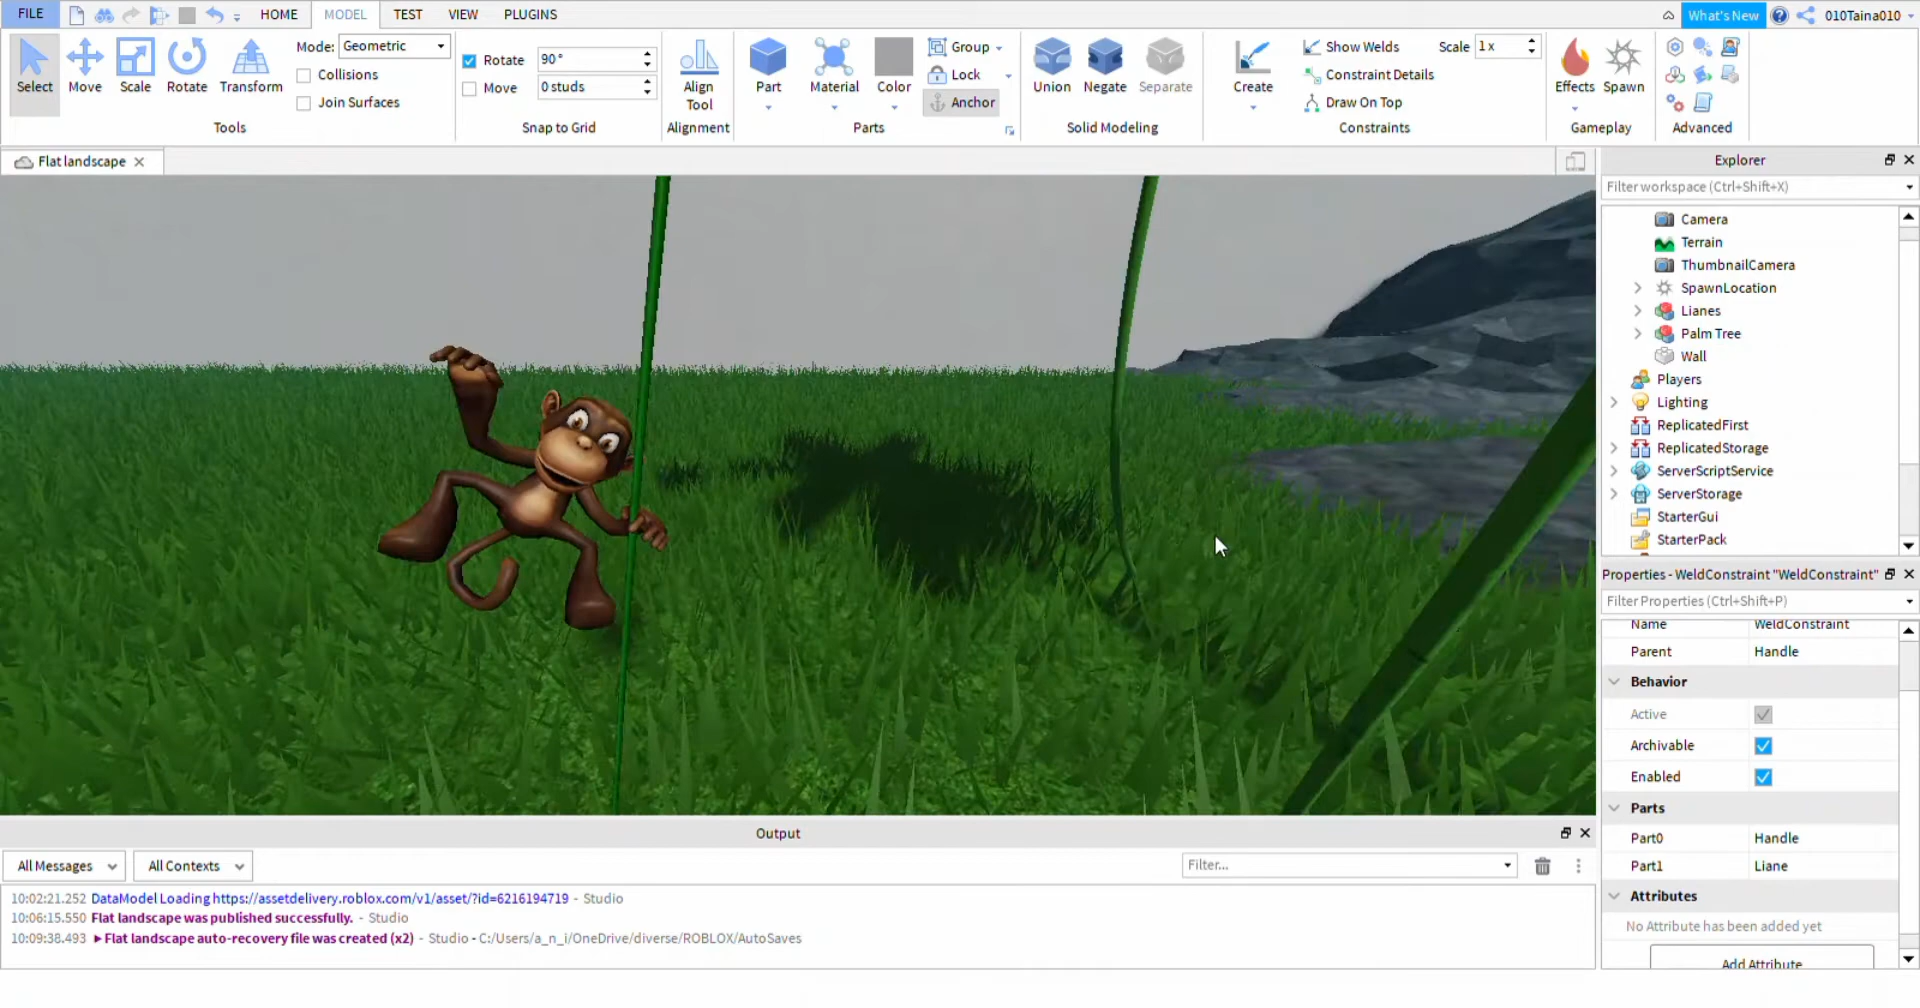 FILE HOME MODEL TEST VIEW PLUGINS What's New 010Taina010
Select Move Scale Rotate Transform
Mode: Geometric
Collisions
Join Surfaces
Tools
Rotate 90°
Move 0 studs
Snap to Grid
Align Tool
Alignment
Part Material Color
Group
Lock
Anchor
Parts
Union Negate Separate
Solid Modeling
Create
Show Welds Scale 1 x
Constraint Details
Draw On Top
Constraints
Effects Spawn
Gameplay
Advanced
Flat landscape
Explorer
Filter workspace (Ctrl+Shift+X)
Camera
Terrain
ThumbnailCamera
SpawnLocation
Lianes
Palm Tree
Wall
Players
Lighting
ReplicatedFirst
ReplicatedStorage
ServerScriptService
ServerStorage
StarterGui
StarterPack
Properties - WeldConstraint "WeldConstraint"
Filter Properties (Ctrl+Shift+P)
Name WeldConstraint
Parent Handle
Behavior
Active
Archivable
Enabled
Parts
Part0 Handle
Part1 Liane
Attributes
No Attribute has been added yet
Add Attribute
Output
All Messages All Contexts Filter...
10:02:21.252 DataModel Loading https://assetdelivery.roblox.com/v1/asset/?id=6216194719 - Studio
10:06:15.550 Flat landscape was published successfully. - Studio
10:09:38.493 Flat landscape auto-recovery file was created (x2) - Studio - C:/Users/a_n_i/OneDrive/diverse/ROBLOX/AutoSaves